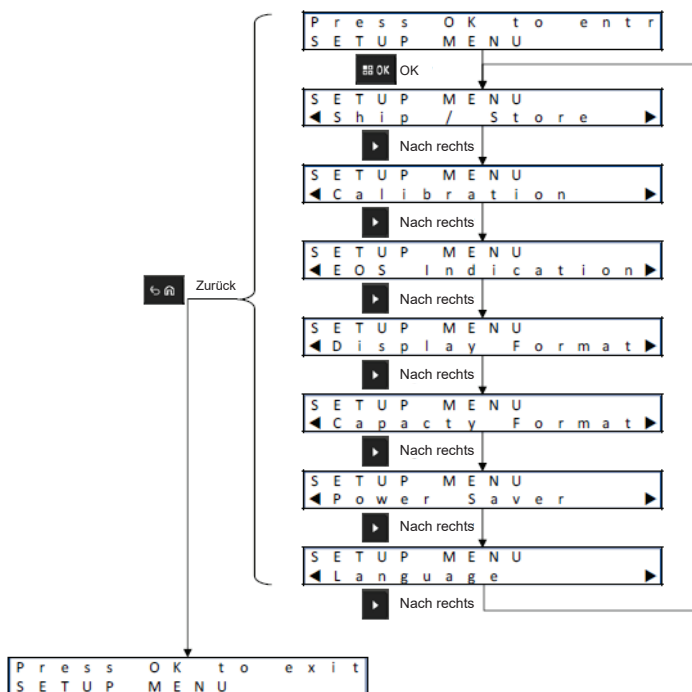 Press OK to entr
SETUP MENU
OK OK
SETUP MENU
◀Ship / Store ▶
Nach rechts
SETUP MENU
◀Calibration ▶
Nach rechts
SETUP MENU
◀EOS Indication▶
Nach rechts
Zurück
SETUP MENU
◀Display Format▶
Nach rechts
SETUP MENU
◀Capacty Format▶
Nach rechts
SETUP MENU
◀Power Saver ▶
Nach rechts
SETUP MENU
◀Language ▶
Nach rechts
Press OK to exit
SETUP MENU